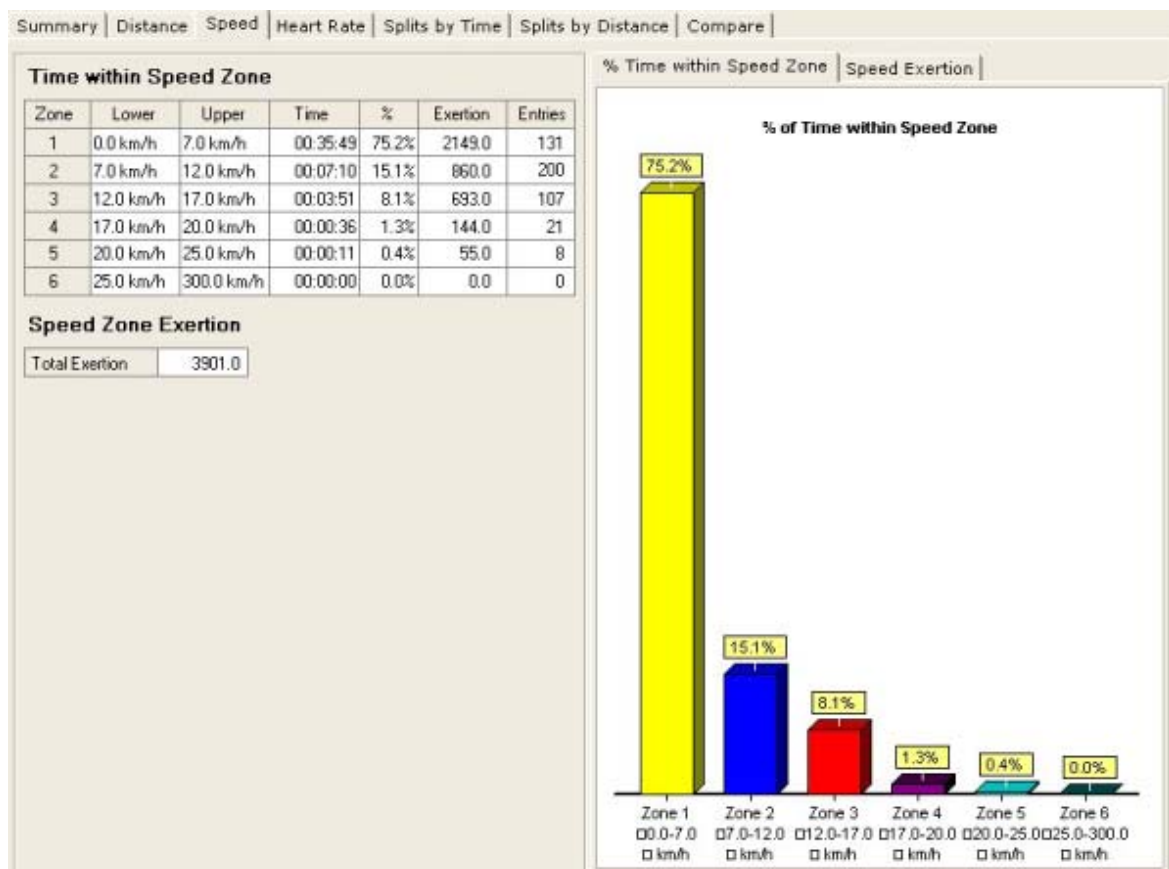 Summary Distance Speed Heart Rate Splits by Time Splits by Distance Compare
Time within Speed Zone
Zone Lower Upper Time % Exertion Entries
1 0.0 km/h 7.0 km/h 00:35:49 75.2% 2149.0 131
2 7.0 km/h 12.0 km/h 00:07:10 15.1% 860.0 200
3 12.0 km/h 17.0 km/h 00:03:51 8.1% 693.0 107
4 17.0 km/h 20.0 km/h 00:00:36 1.3% 144.0 21
5 20.0 km/h 25.0 km/h 00:00:11 0.4% 55.0 8
6 25.0 km/h 300.0 km/h 00:00:00 0.0% 0.0 0
Speed Zone Exertion
Total Exertion 3901.0
% Time within Speed Zone Speed Exertion
% of Time within Speed Zone
75.2%
15.1%
8.1%
1.3% 0.4% 0.0%
Zone 1 Zone 2 Zone 3 Zone 4 Zone 5 Zone 6
□0.0-7.0 □7.0-12.0 □12.0-17.0 □17.0-20.0 □20.0-25.0 □25.0-300.0
□ km/h □ km/h □ km/h □ km/h □ km/h □ km/h